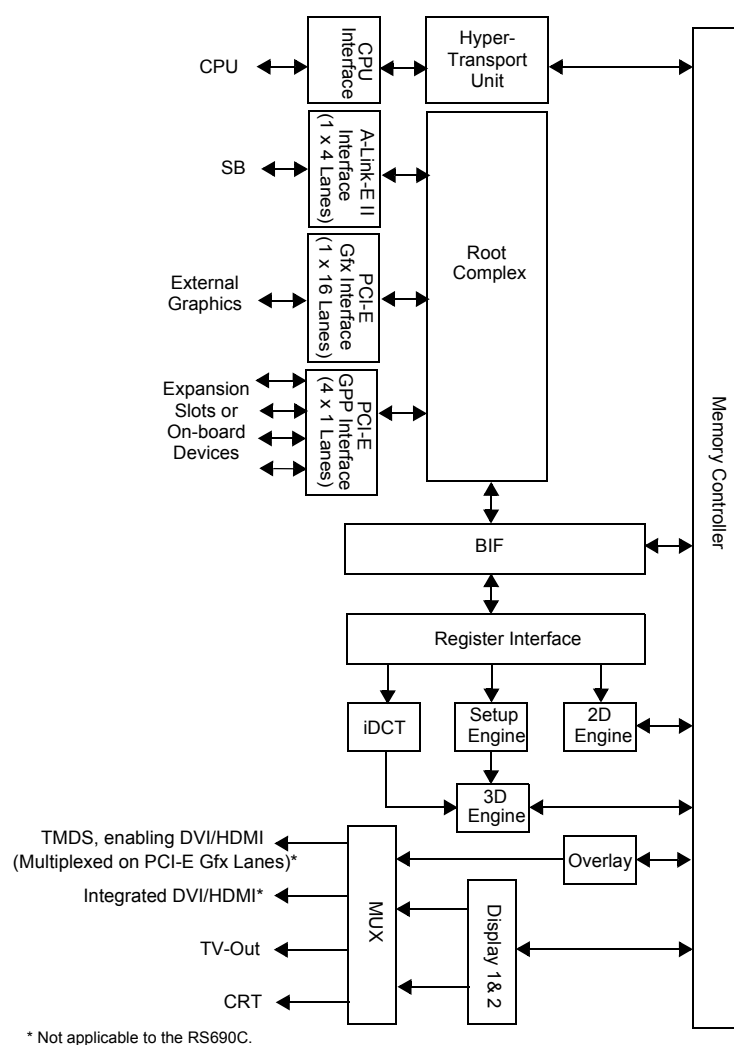 CPU
CPU
Interface
Hyper-
Transport
Unit
SB
A-Link-E II
Interface
(1 x 4 Lanes)
Root
Complex
External
Graphics
PCI-E
Gfx Interface
(1 x 16 Lanes)
Expansion
Slots or
On-board
Devices
PCI-E
GPP Interface
(4 x 1 Lanes)
Memory Controller
BIF
Register Interface
iDCT
Setup
Engine
2D
Engine
3D
Engine
TMDS, enabling DVI/HDMI
(Multiplexed on PCI-E Gfx Lanes)*
Overlay
Integrated DVI/HDMI*
MUX
Display 1& 2
TV-Out
CRT
* Not applicable to the RS690C.